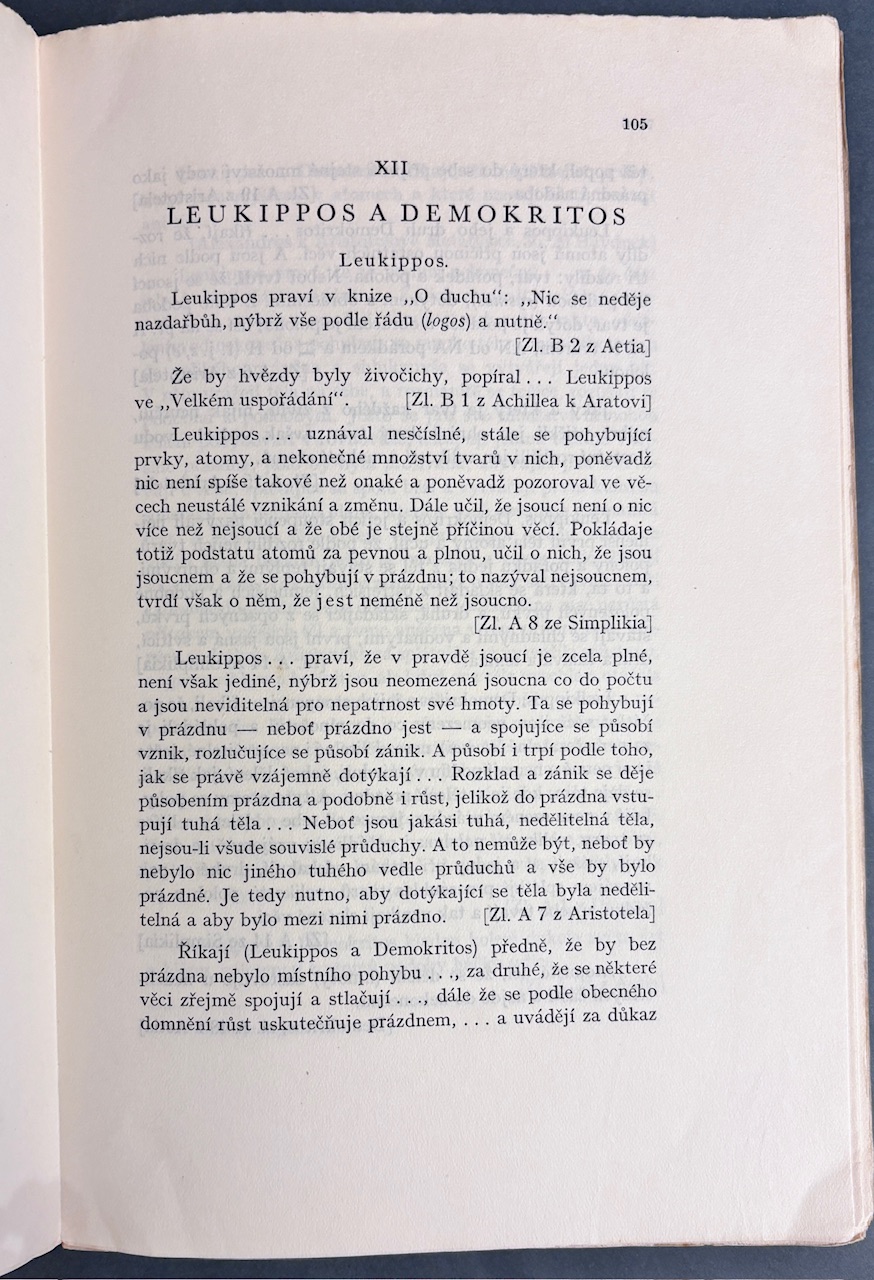 105
XII
LEUKIPPOS A DEMOKRITOS
Leukippos.
Leukippos praví v knize „O duchu“: „Nic se neděje
nazdařbůh, nýbrž vše podle řádu (logos) a nutně.“
[Zl. B 2 z Aetia]
Že by hvězdy byly živočichy, popíral... Leukippos
ve „Velkém uspořádání“. [Zl. B 1 z Achillea k Aratovi]
Leukippos... uznával nesčíslné, stále se pohybující
prvky, atomy, a nekonečné množství tvarů v nich, poněvadž
nic není spíše takové než onaké a poněvadž pozoroval ve vě-
cech neustálé vznikání a změnu. Dále učil, že jsoucí není o nic
více než nejsoucí a že obé je stejně příčinou věcí. Pokládaje
totiž podstatu atomů za pevnou a plnou, učil o nich, že jsou
jsoucnem a že se pohybují v prázdnu; to nazýval nejsoucnem,
tvrdí však o něm, že jest neméně než jsoucno.
[Zl. A 8 ze Simplikia]
Leukippos... praví, že v pravdě jsoucí je zcela plné,
není však jediné, nýbrž jsou neomezená jsoucna co do počtu
a jsou neviditelná pro nepatrnost své hmoty. Ta se pohybují
v prázdnu — neboť prázdno jest — a spojujíce se působí
vznik, rozlučujíce se působí zánik. A působí i trpí podle toho,
jak se právě vzájemně dotýkají... Rozklad a zánik se děje
působením prázdna a podobně i růst, jelikož do prázdna vstu-
pují tuhá těla... Neboť jsou jakási tuhá, nedělitelná těla,
nejsou-li všude souvislé průduchy. A to nemůže být, neboť by
nebylo nic jiného tuhého vedle průduchů a vše by bylo
prázdné. Je tedy nutno, aby dotýkající se těla byla neděli-
telná a aby bylo mezi nimi prázdno. [Zl. A 7 z Aristotela]
Říkají (Leukippos a Demokritos) předně, že by bez
prázdna nebylo místního pohybu..., za druhé, že se některé
věci zřejmě spojují a stlačují..., dále že se podle obecného
domnění růst uskutečňuje prázdnem, ... a uvádějí za důkaz